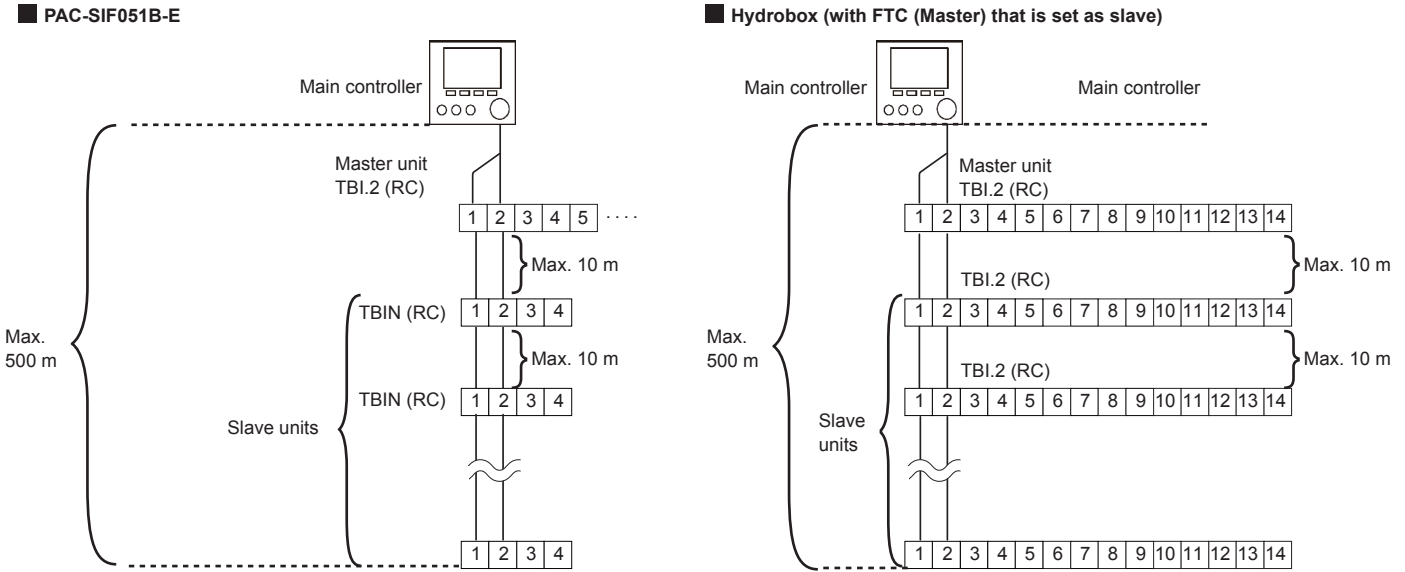 PAC-SIF051B-E
Main controller
Master unit
TBI.2 (RC)
1 2 3 4 5 ····
Max. 10 m
TBIN (RC) 1 2 3 4
Max.
500 m
Max. 10 m
TBIN (RC) 1 2 3 4
Slave units
1 2 3 4
Hydrobox (with FTC (Master) that is set as slave)
Main controller
Main controller
Master unit
TBI.2 (RC)
1 2 3 4 5 6 7 8 9 10 11 12 13 14
Max. 10 m
TBI.2 (RC)
1 2 3 4 5 6 7 8 9 10 11 12 13 14
Max.
500 m
Max. 10 m
TBI.2 (RC)
1 2 3 4 5 6 7 8 9 10 11 12 13 14
Slave
units
1 2 3 4 5 6 7 8 9 10 11 12 13 14